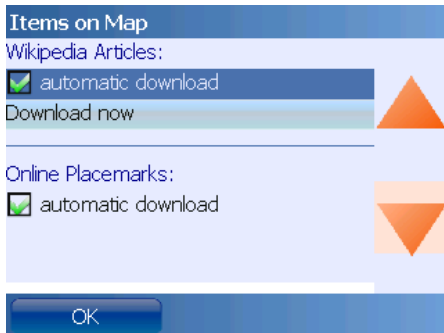 Items on Map
Wikipedia Articles:
automatic download
Download now
Online Placemarks:
automatic download
OK